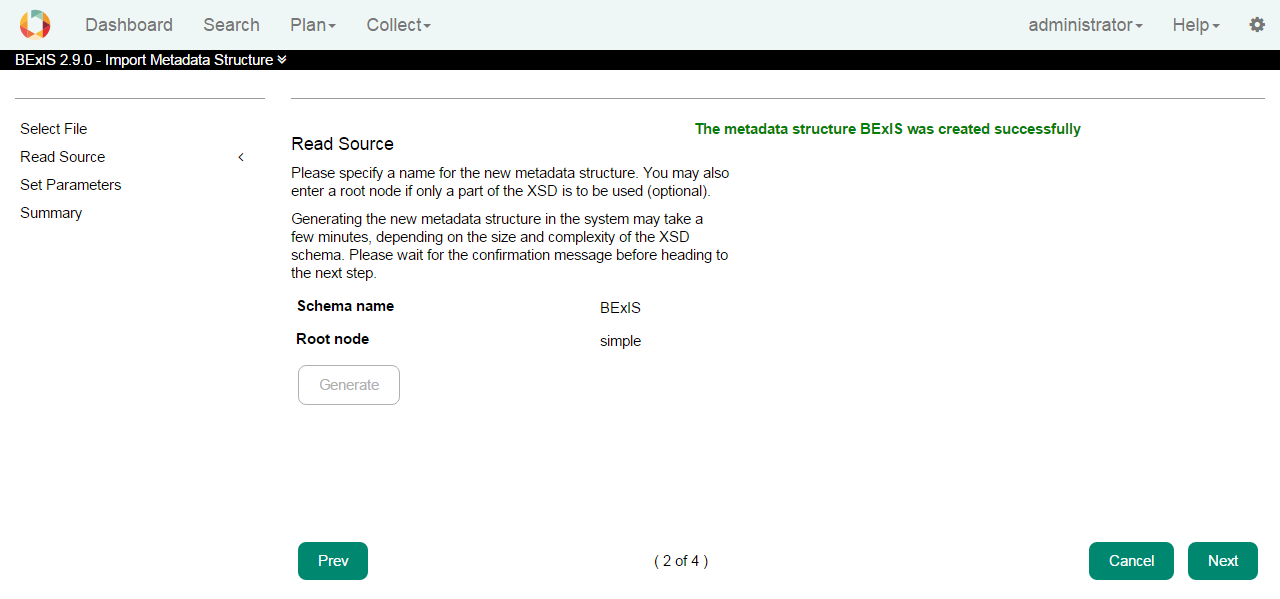 Dashboard Search Plan Collect administrator Help
BExIS 2.9.0 - Import Metadata Structure
Select File
Read Source
Set Parameters
Summary
The metadata structure BExIS was created successfully
Read Source
Please specify a name for the new metadata structure. You may also
enter a root node if only a part of the XSD is to be used (optional).
Generating the new metadata structure in the system may take a
few minutes, depending on the size and complexity of the XSD
schema. Please wait for the confirmation message before heading to
the next step.
Schema name BExIS
Root node simple
Generate
Prev ( 2 of 4 ) Cancel Next